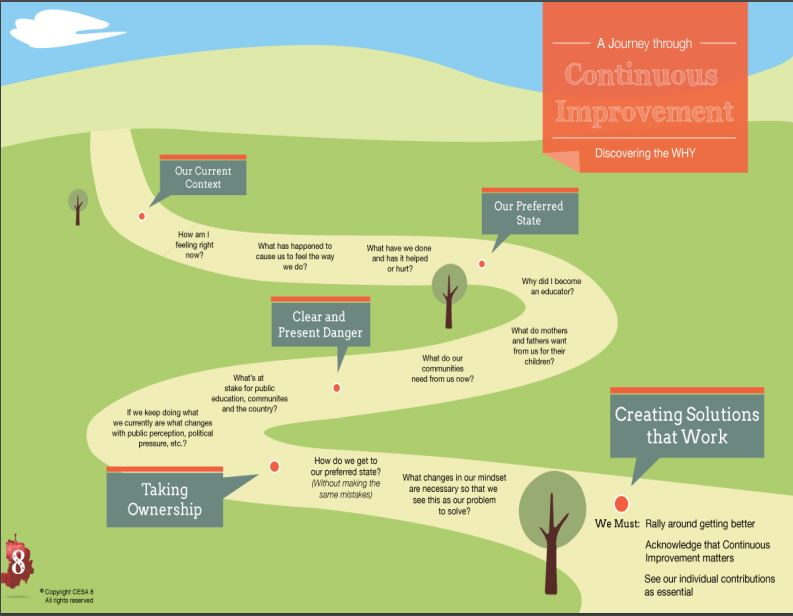 A Journey through
Continuous
Improvement
Discovering the WHY
Our Current
Context
How am I
feeling right
now?
What has happened to
cause us to feel the way
we do?
What have we done
and has it helped
or hurt?
Our Preferred
State
Why did I become
an educator?
What do mothers
and fathers want
from us for their
children?
What do our
communities
need from us now?
Clear and
Present Danger
What's at
stake for public
education, communites
and the country?
If we keep doing what
we currently are what changes
with public perception, political
pressure, etc.?
Taking
Ownership
How do we get to
our preferred state?
(Without making the
same mistakes)
What changes in our mindset
are necessary so that we
see this as our problem
to solve?
Creating Solutions
that Work
We Must: Rally around getting better
Acknowledge that Continuous
Improvement matters
See our individual contributions
as essential
8
© Copyright CESA 8
All rights reserved